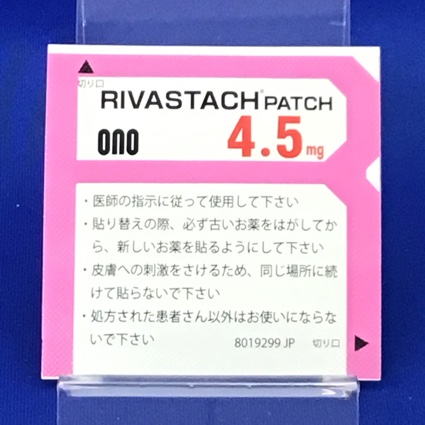 切り口
RIVASTACH® PATCH
ono 4.5mg
・医師の指示に従って使用して下さい
・貼り替えの際、必ず古いお薬をはがしてか
ら、新しいお薬を貼るようにして下さい
・皮膚への刺激をさけるため、同じ場所に続
けて貼らないで下さい
・処方された患者さん以外はお使いにならな
いで下さい
8019299 JP 切り口